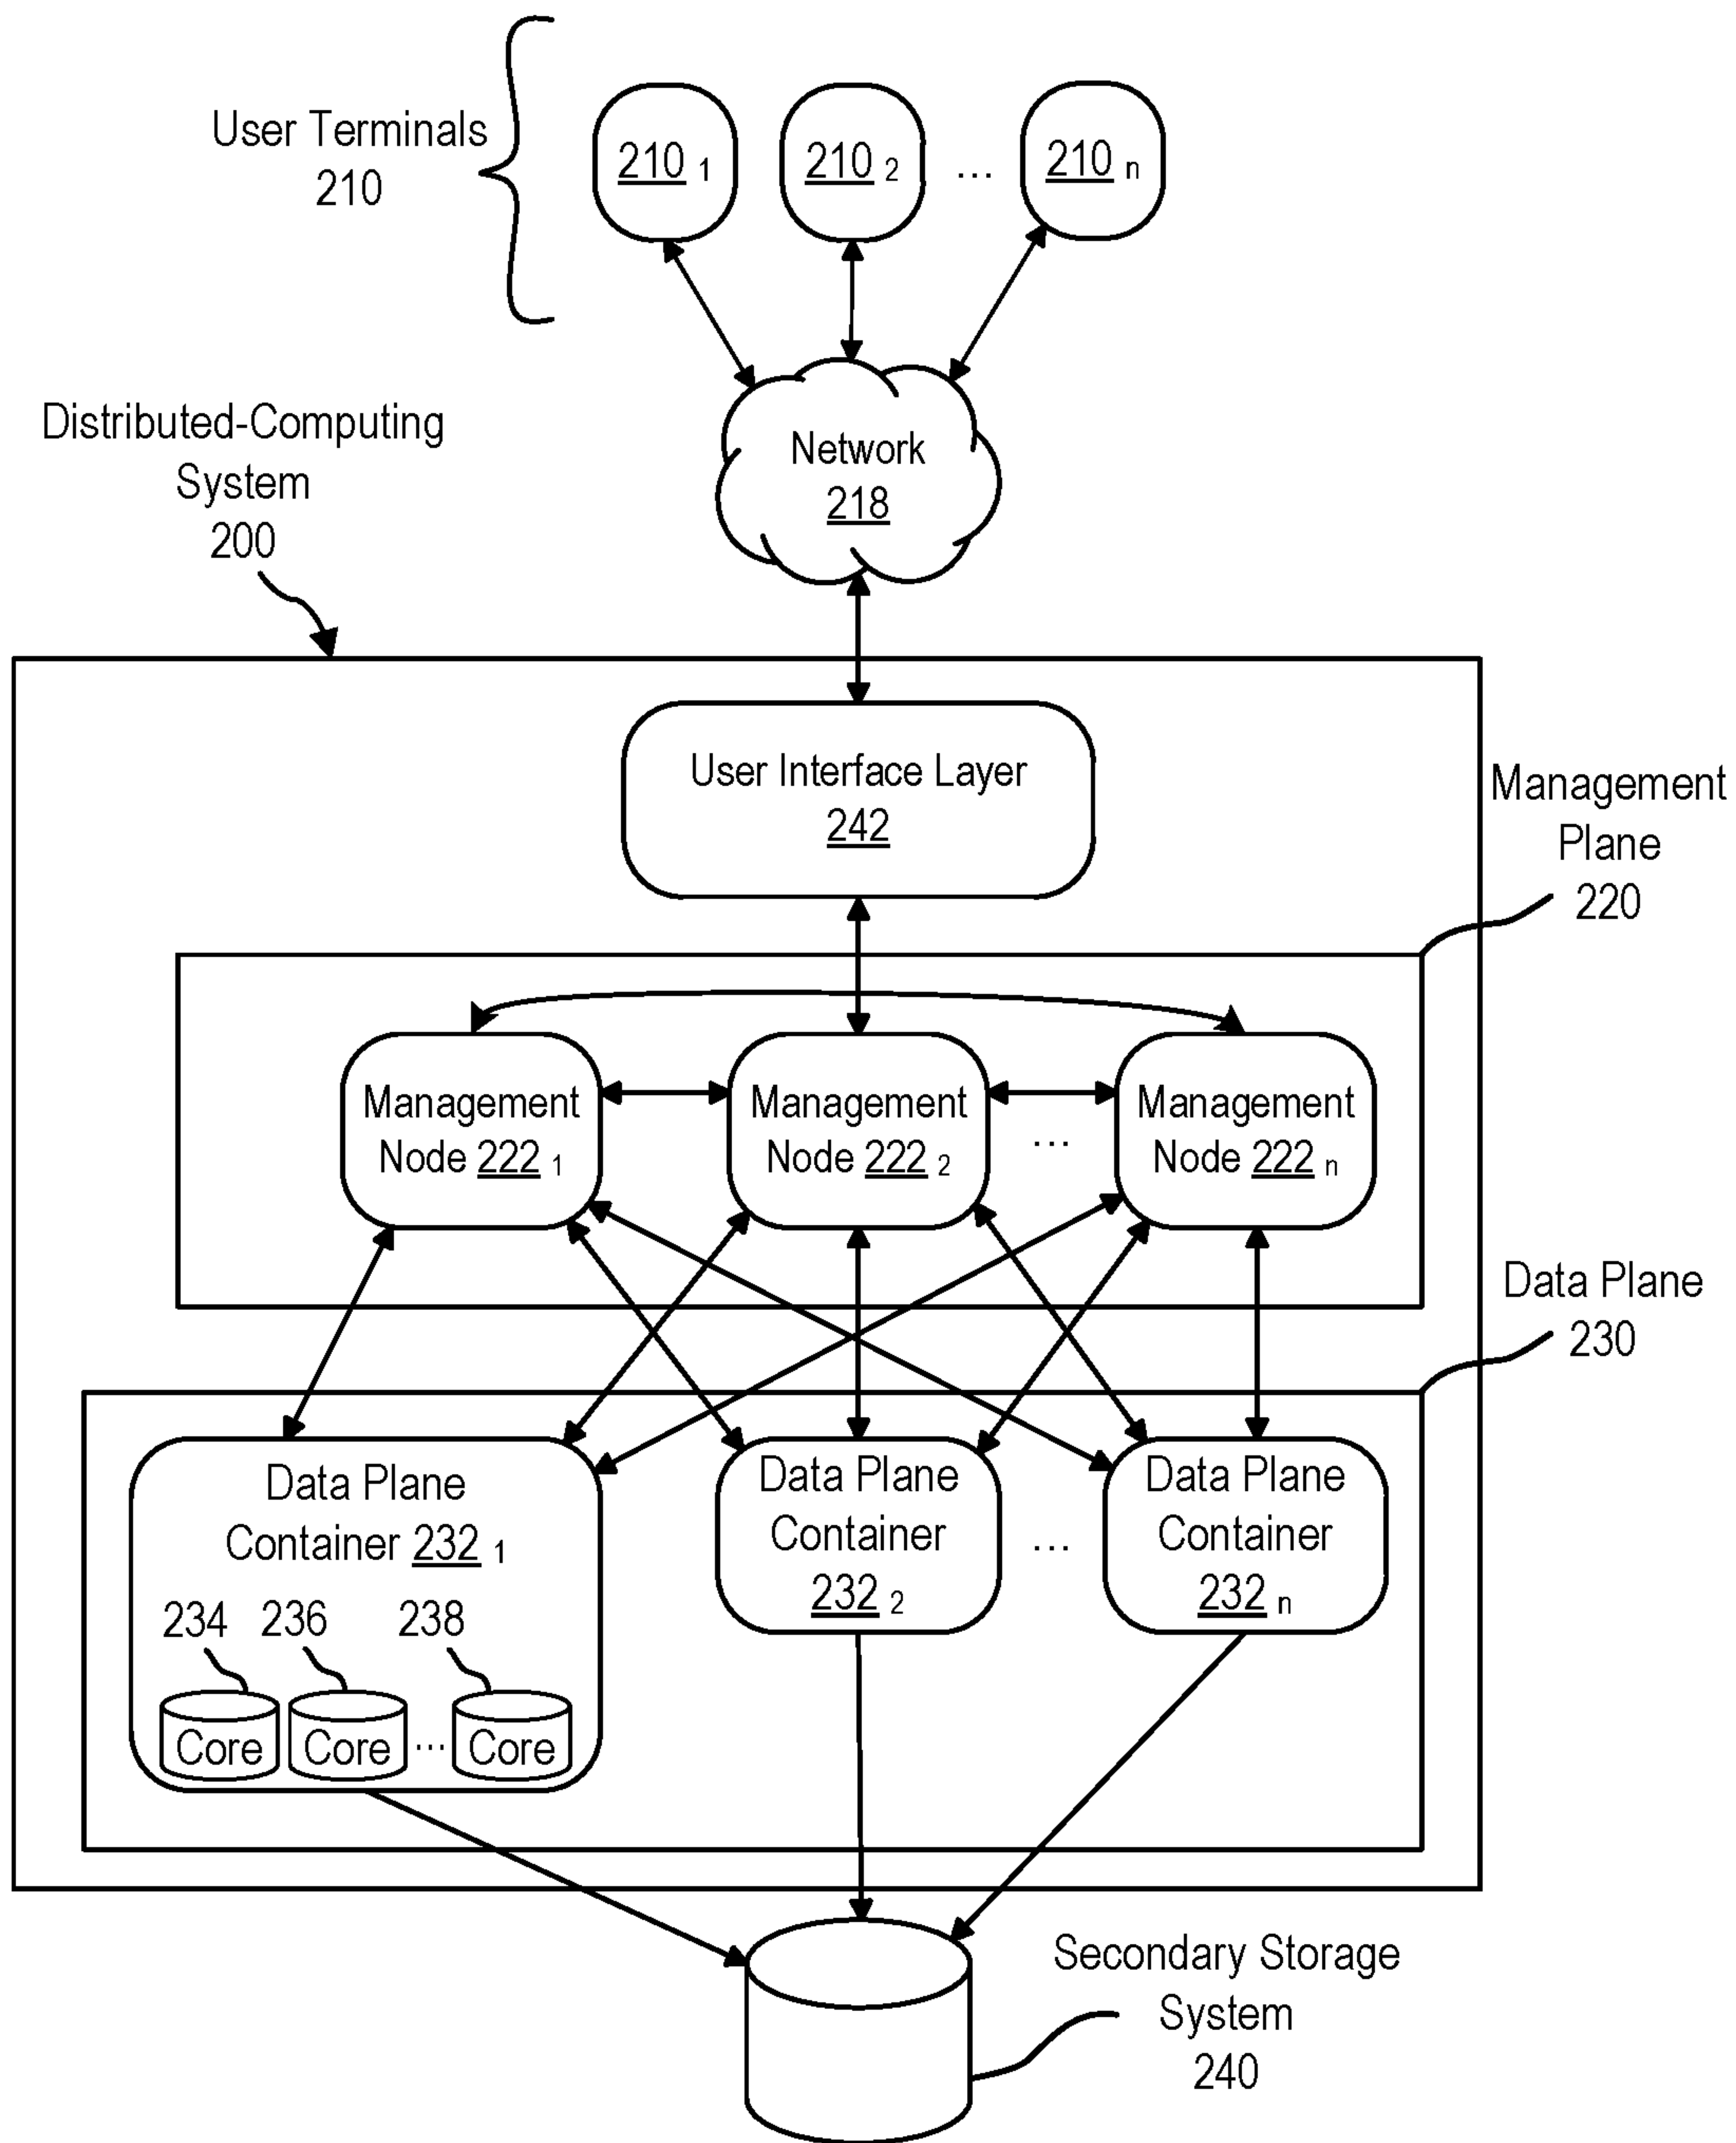 User Terminals
210
210 1
210 2
...
210 n
Network
218
Distributed-Computing
System
200
User Interface Layer
242
Management
Plane
220
Management
Node 222 1
Management
Node 222 2
...
Management
Node 222 n
Data Plane
230
Data Plane
Container 232 1
234
236
238
Core
Core
...
Core
Data Plane
Container
232 2
...
Data Plane
Container
232 n
Secondary Storage
System
240